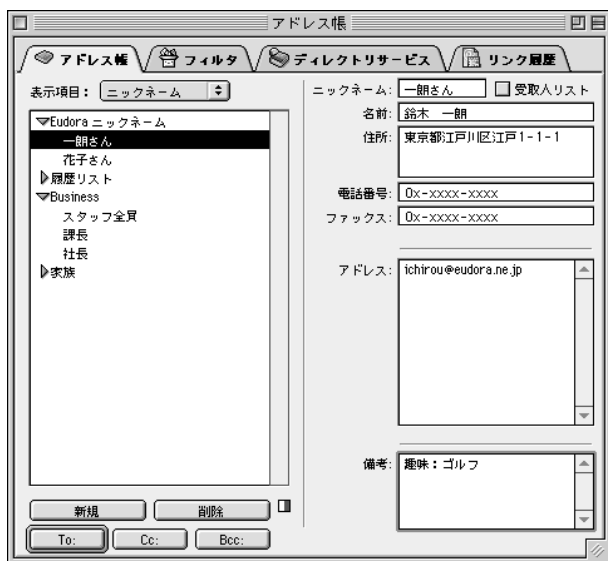 アドレス帳
アドレス帳 フィルタ ディレクトリサービス リンク履歴
表示項目： ニックネーム
▼Eudora ニックネーム
一朗さん
花子さん
▶履歴リスト
▼Business
スタッフ全員
課長
社長
▶家族
新規 削除
To: Cc: Bcc:
ニックネーム: 一朗さん 受取人リスト
名前: 鈴木 一朗
住所: 東京都江戸川区江戸1-1-1
電話番号: 0x-xxxx-xxxx
ファックス: 0x-xxxx-xxxx
アドレス: ichirou@eudora.ne.jp
備考: 趣味：ゴルフ